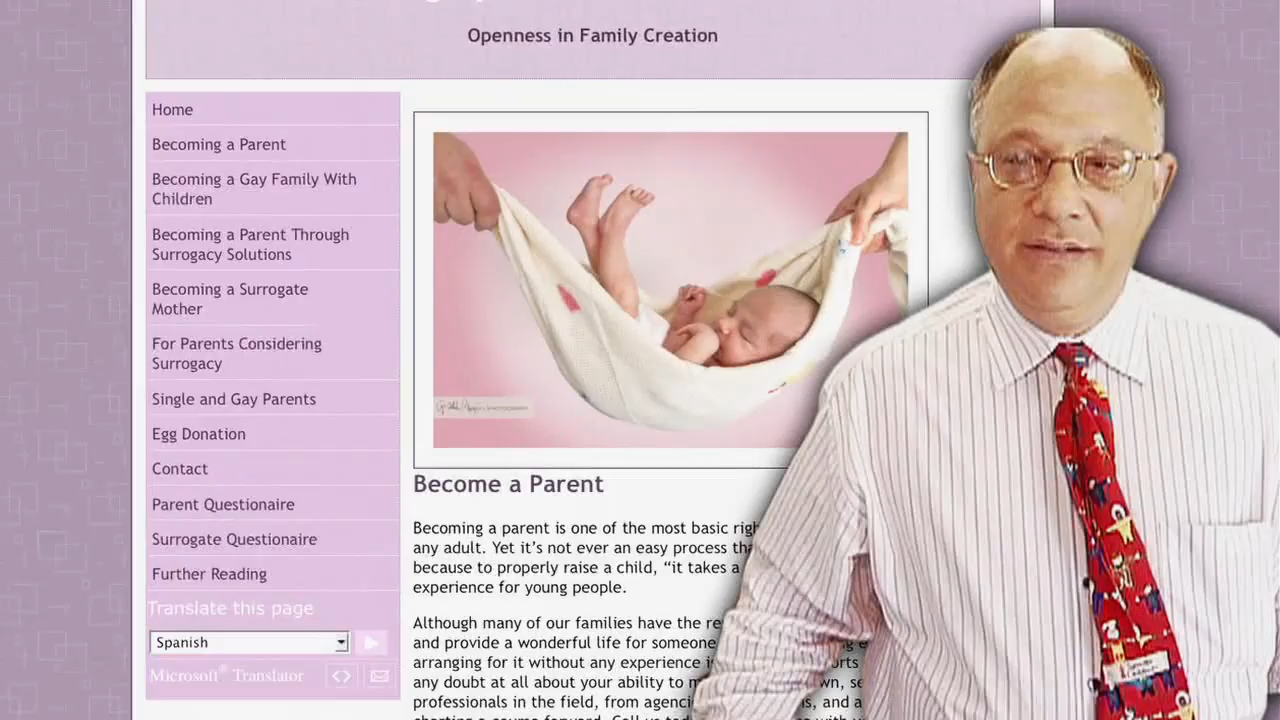 Openness in Family Creation
Home
Becoming a Parent
Becoming a Gay Family With
Children
Becoming a Parent Through
Surrogacy Solutions
Becoming a Surrogate
Mother
For Parents Considering
Surrogacy
Single and Gay Parents
Egg Donation
Contact
Parent Questionaire
Surrogate Questionaire
Further Reading
Translate this page
Spanish
Microsoft® Translator
Become a Parent
Becoming a parent is one of the most basic
any adult. Yet it's not ever an easy process
because to properly raise a child, “it takes a
experience for young people.
Although many of our families have the
and provide a wonderful life for someone
arranging for it without any experience
any doubt at all about your ability to
professionals in the field, from and a